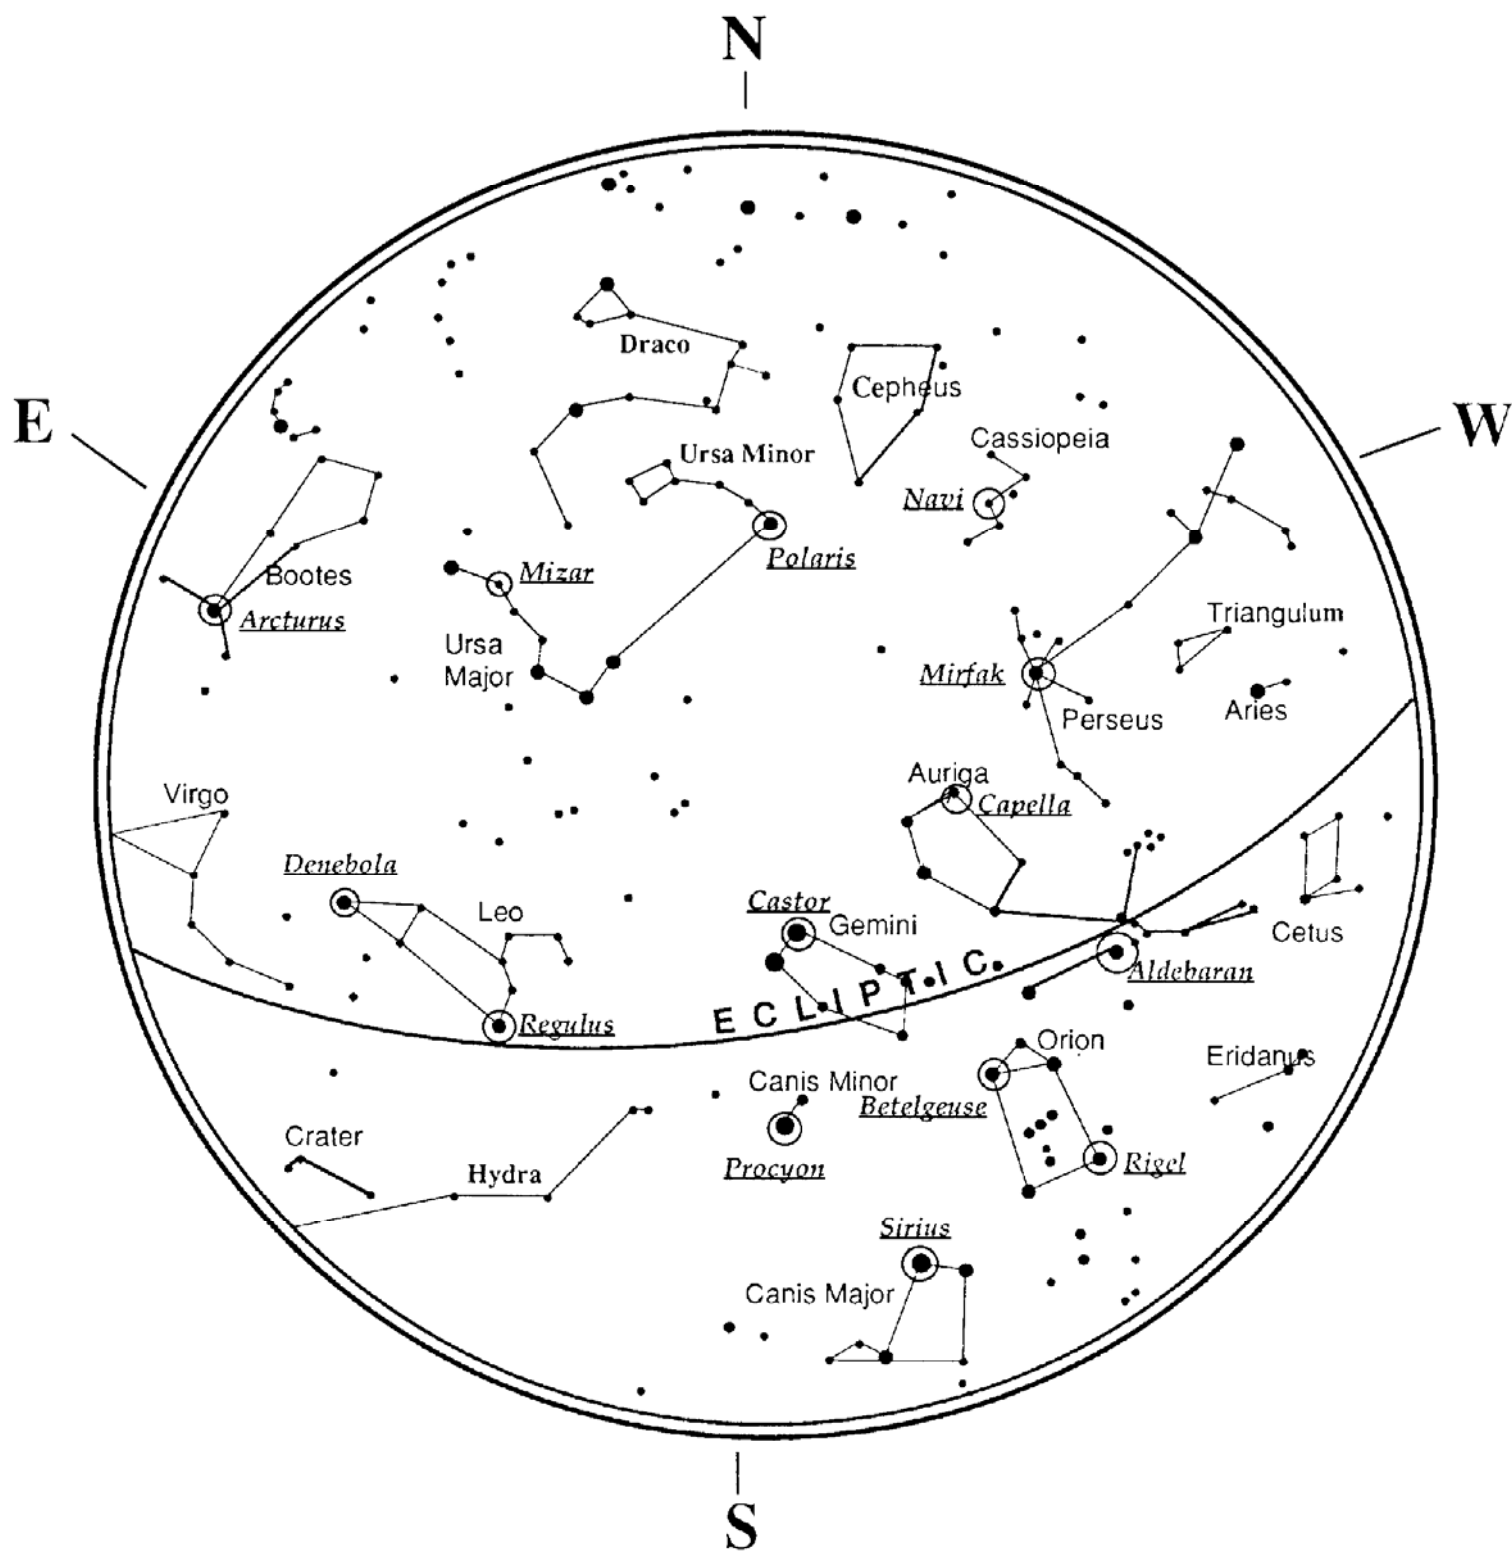 N
E
W
Draco
Cepheus
Cassiopeia
Ursa Minor
Navi
Polaris
Mizar
Bootes
Arcturus
Ursa
Major
Triangulum
Mirfak
Perseus
Aries
Auriga
Capella
Virgo
Denebola
Castor
Leo
Gemini
Cetus
Aldebaran
ECLIPTIC
Regulus
Orion
Eridanus
Canis Minor
Betelgeuse
Crater
Hydra
Procyon
Rigel
Sirius
Canis Major
S